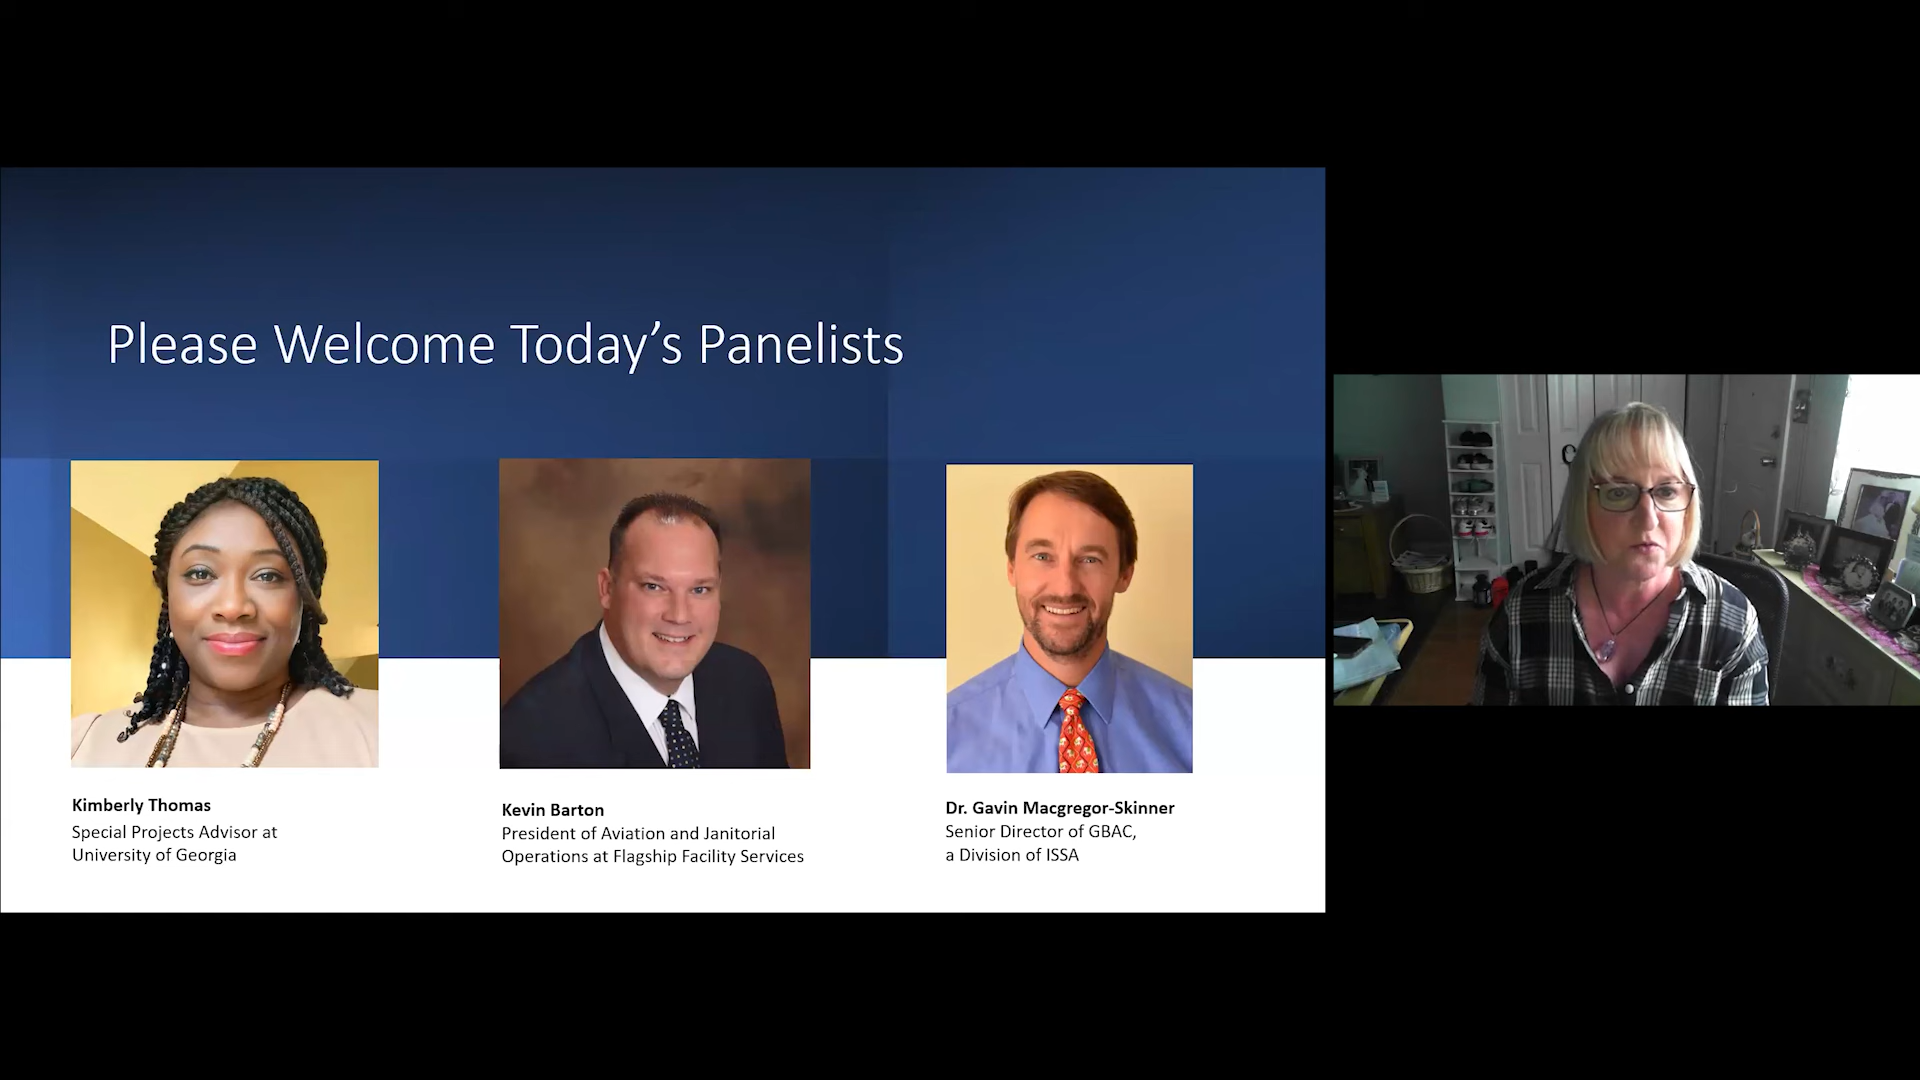 Please Welcome Today's Panelists
Kimberly Thomas
Special Projects Advisor at
University of Georgia
Kevin Barton
President of Aviation and Janitorial
Operations at Flagship Facility Services
Dr. Gavin Macgregor-Skinner
Senior Director of GBAC,
a Division of ISSA